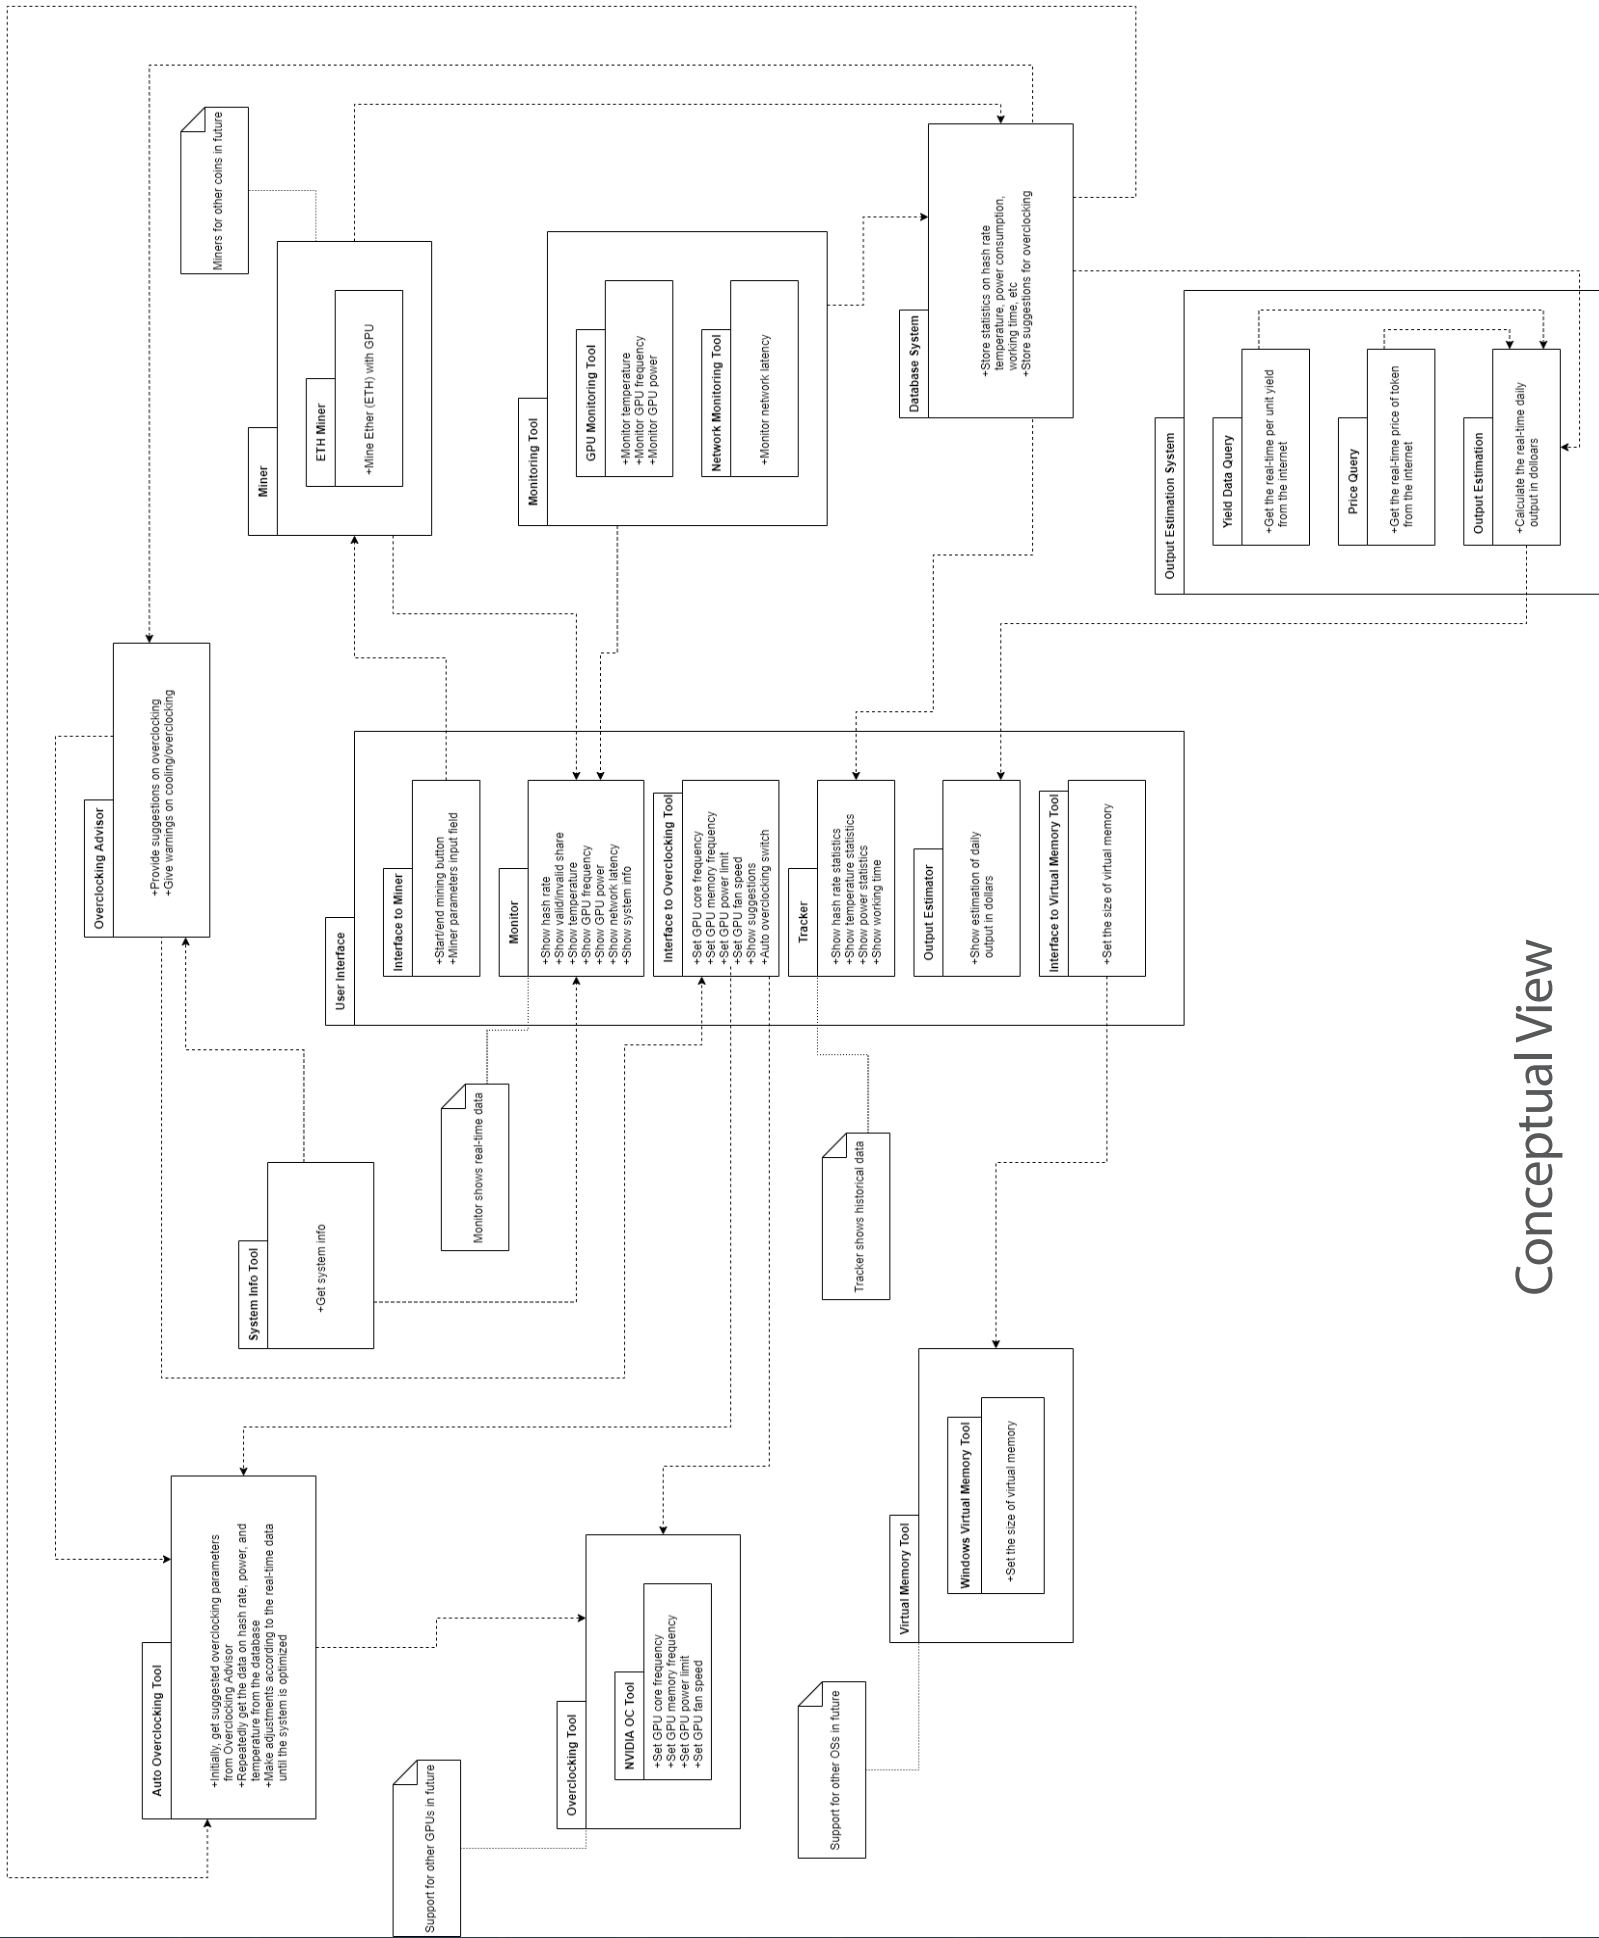 Auto Overclocking Tool
+Initially, get suggested overclocking parameters
from Overclocking Advisor
+Repeatedly get the data on hash rate, power, and
temperature from the database
+Make adjustments according to the real-time data
until the system is optimized
Overclocking Advisor
+Provide suggestions on overclocking
+Give warnings on cooling/overclocking
Miners for other coins in future
System Info Tool
+Get system info
Miner
ETH Miner
+Mine Ether (ETH) with GPU
Support for other GPUs in future
Monitor shows real-time data
User Interface
Interface to Miner
+Start/end mining button
+Miner parameters input field
Monitor
+Show hash rate
+Show valid/invalid share
+Show temperature
+Show GPU frequency
+Show GPU power
+Show network latency
+Show system info
Interface to Overclocking Tool
+Set GPU core frequency
+Set GPU memory frequency
+Set GPU power limit
+Set GPU fan speed
+Show suggestions
+Auto overclocking switch
Tracker
+Show hash rate statistics
+Show temperature statistics
+Show power statistics
+Show working time
Output Estimator
+Show estimation of daily
output in dollars
Interface to Virtual Memory Tool
+Set the size of virtual memory
Monitoring Tool
GPU Monitoring Tool
+Monitor temperature
+Monitor GPU frequency
+Monitor GPU power
Network Monitoring Tool
+Monitor network latency
Overclocking Tool
NVIDIA OC Tool
+Set GPU core frequency
+Set GPU memory frequency
+Set GPU power limit
+Set GPU fan speed
Tracker shows historical data
Database System
+Store statistics on hash rate
temperature, power consumption,
working time, etc
+Store suggestions for overclocking
Support for other OSs in future
Virtual Memory Tool
Windows Virtual Memory Tool
+Set the size of virtual memory
Output Estimation System
Yield Data Query
+Get the real-time per unit yield
from the internet
Price Query
+Get the real-time price of token
from the internet
Output Estimation
+Calculate the real-time daily
output in dolloars
Conceptual View